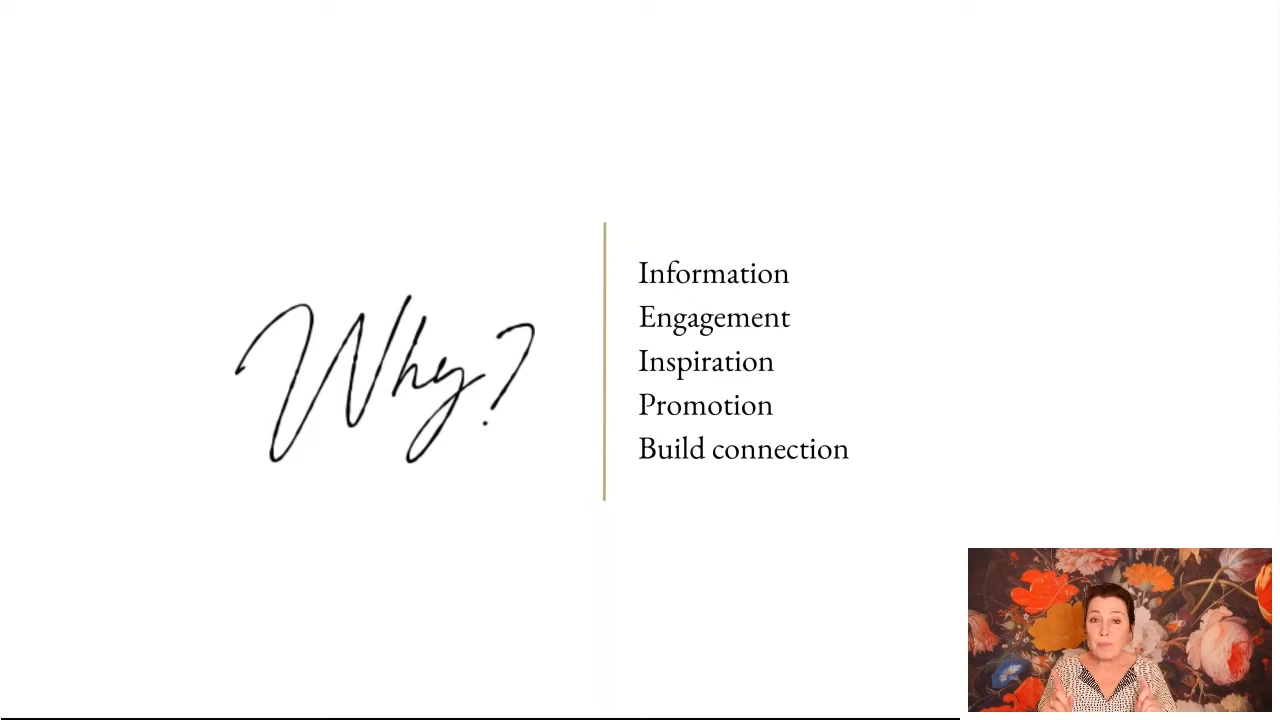 Why?
Information
Engagement
Inspiration
Promotion
Build connection